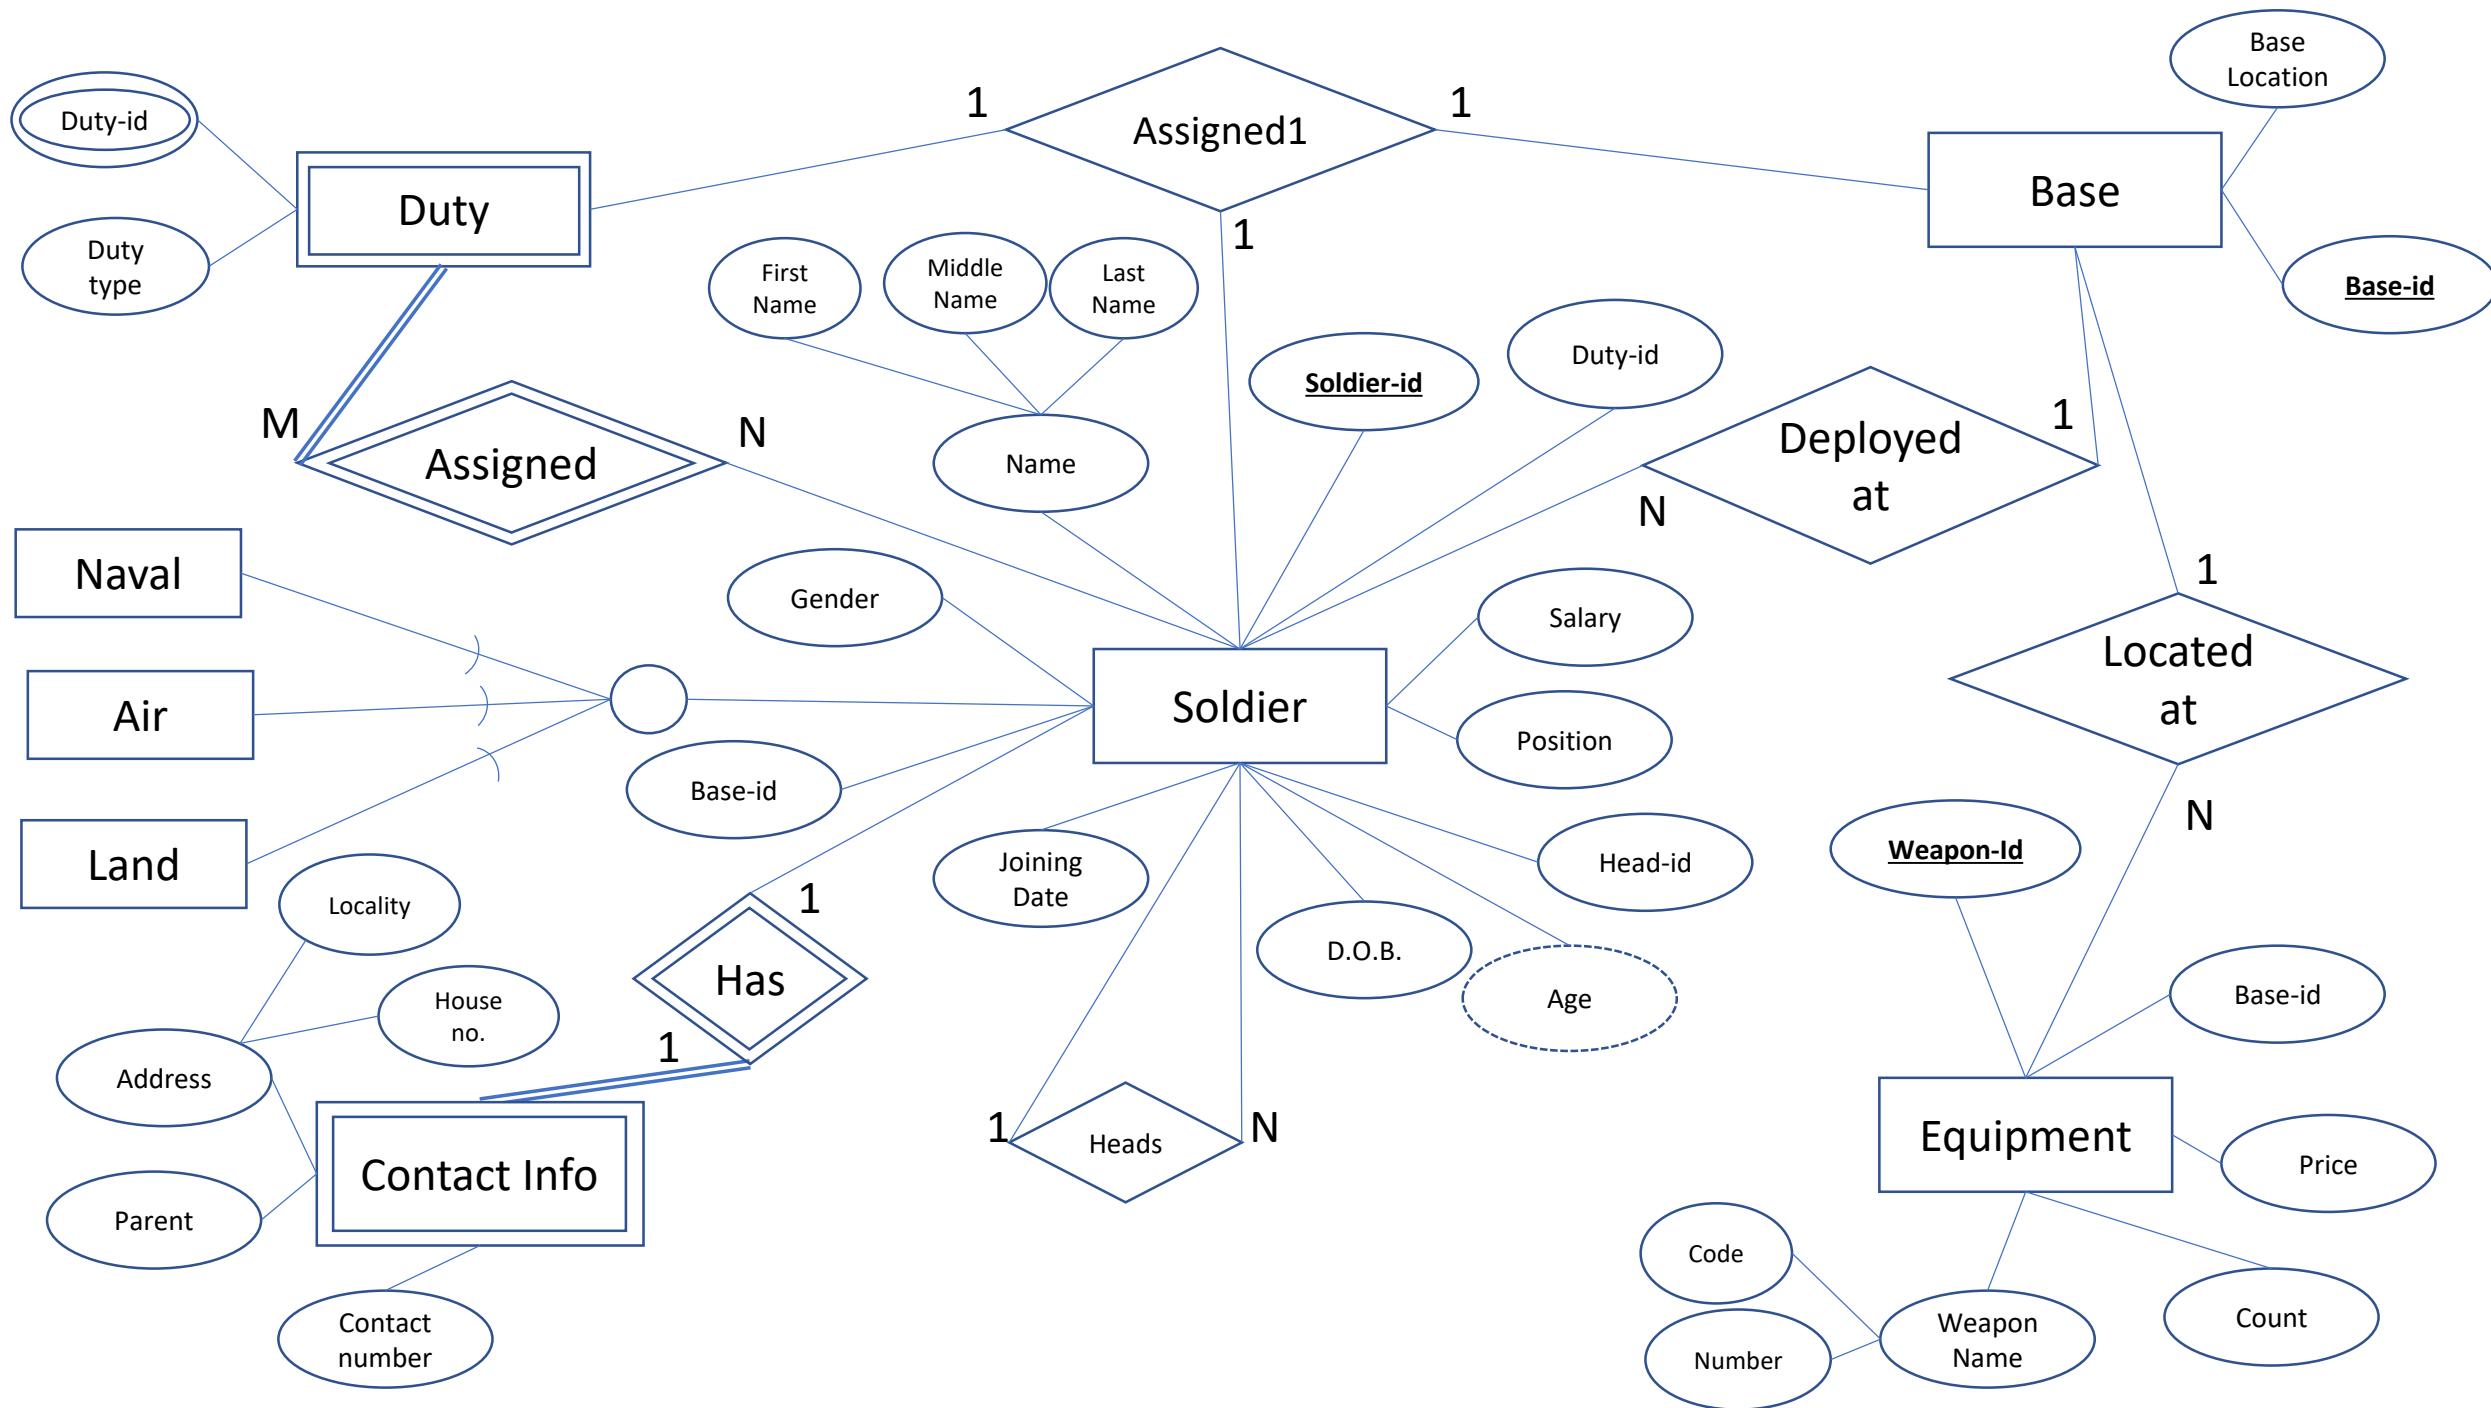 Base
Location
Duty-id
1
Assigned1
1
Base
Duty
Duty
type
1
First
Name
Middle
Name
Last
Name
Base-id
Duty-id
Soldier-id
M
Assigned
N
Name
Deployed
at
1
N
Naval
Gender
Salary
1
Located
at
Air
Soldier
Position
Base-id
N
Land
Locality
1
Joining
Date
Head-id
Weapon-Id
Has
D.O.B.
Age
Base-id
House
no.
1
Address
1
Heads
N
Equipment
Contact Info
Price
Parent
Code
Contact
number
Number
Weapon
Name
Count